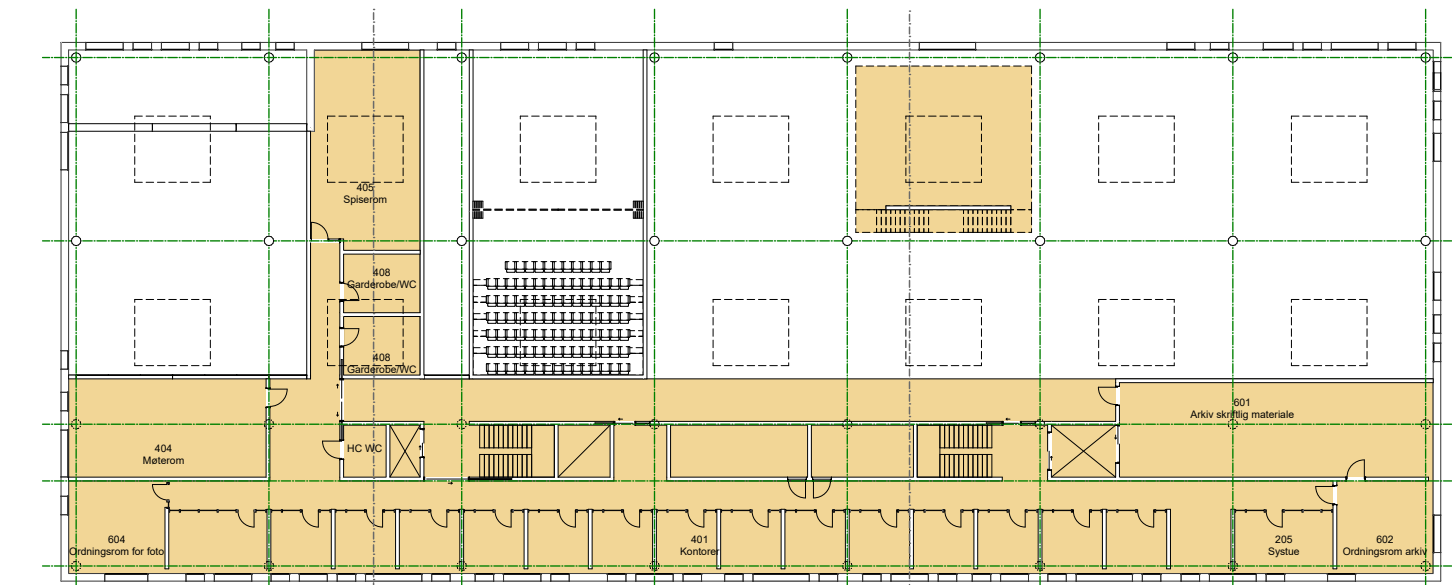 405
Spiserom
408
Garderobe/WC
408
Garderobe/WC
601
Arkiv skriftlig materiale
404
Møterom
HC WC
604
Ordningsrom for foto
401
Kontorer
205
Systue
602
Ordningsrom arkiv